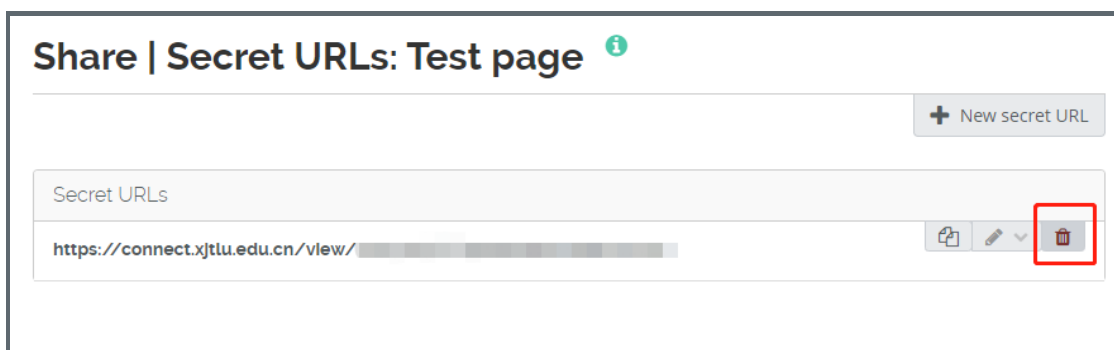 Share | Secret URLs: Test page
New secret URL
Secret URLs
https://connect.xjtlu.edu.cn/view/